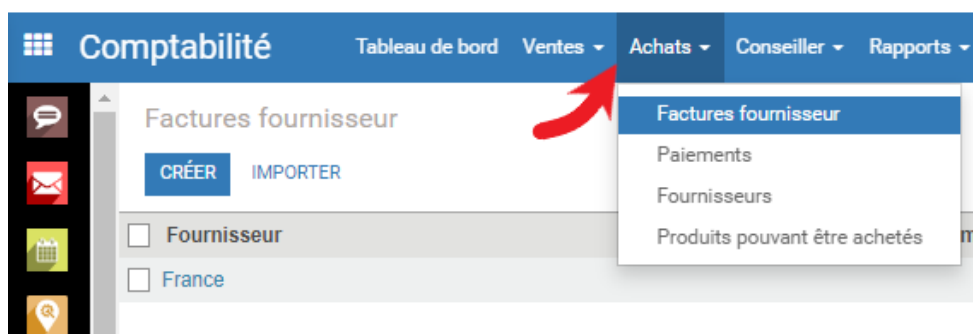 Comptabilité Tableau de bord Ventes Achats Conseiller Rapports
Factures fournisseur
CRÉER IMPORTER
Fournisseur
France
Factures fournisseur
Paiements
Fournisseurs
Produits pouvant être achetés